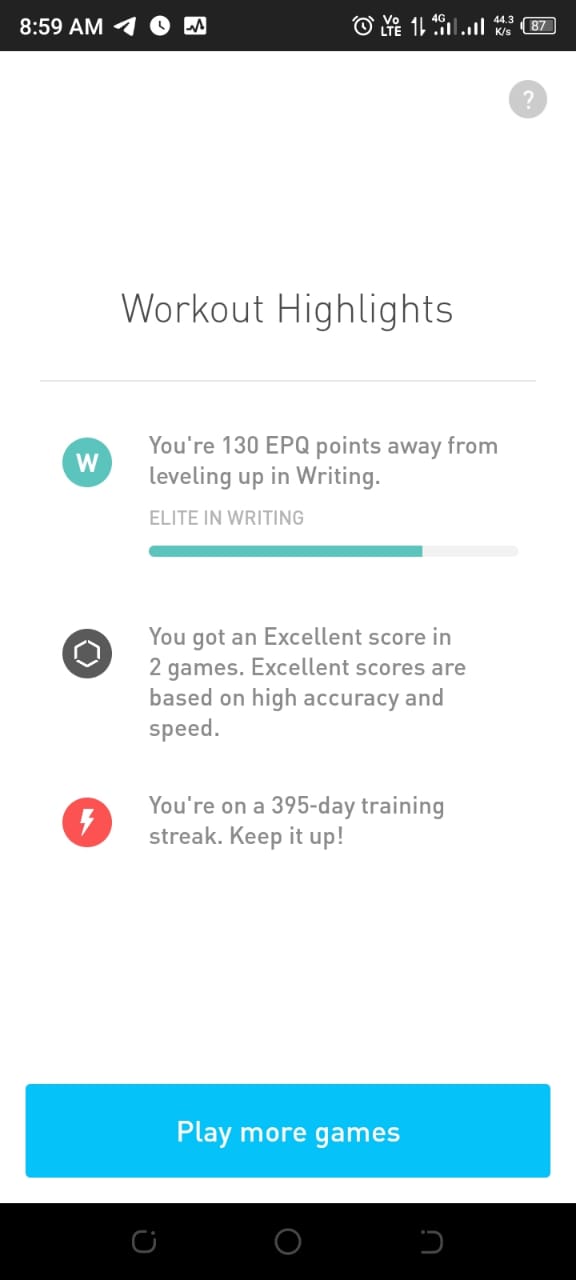 8:59 AM
Vo
LTE
4G
44.3
K/s
87
?
Workout Highlights
W
You're 130 EPQ points away from
leveling up in Writing.
ELITE IN WRITING
You got an Excellent score in
2 games. Excellent scores are
based on high accuracy and
speed.
You're on a 395-day training
streak. Keep it up!
Play more games